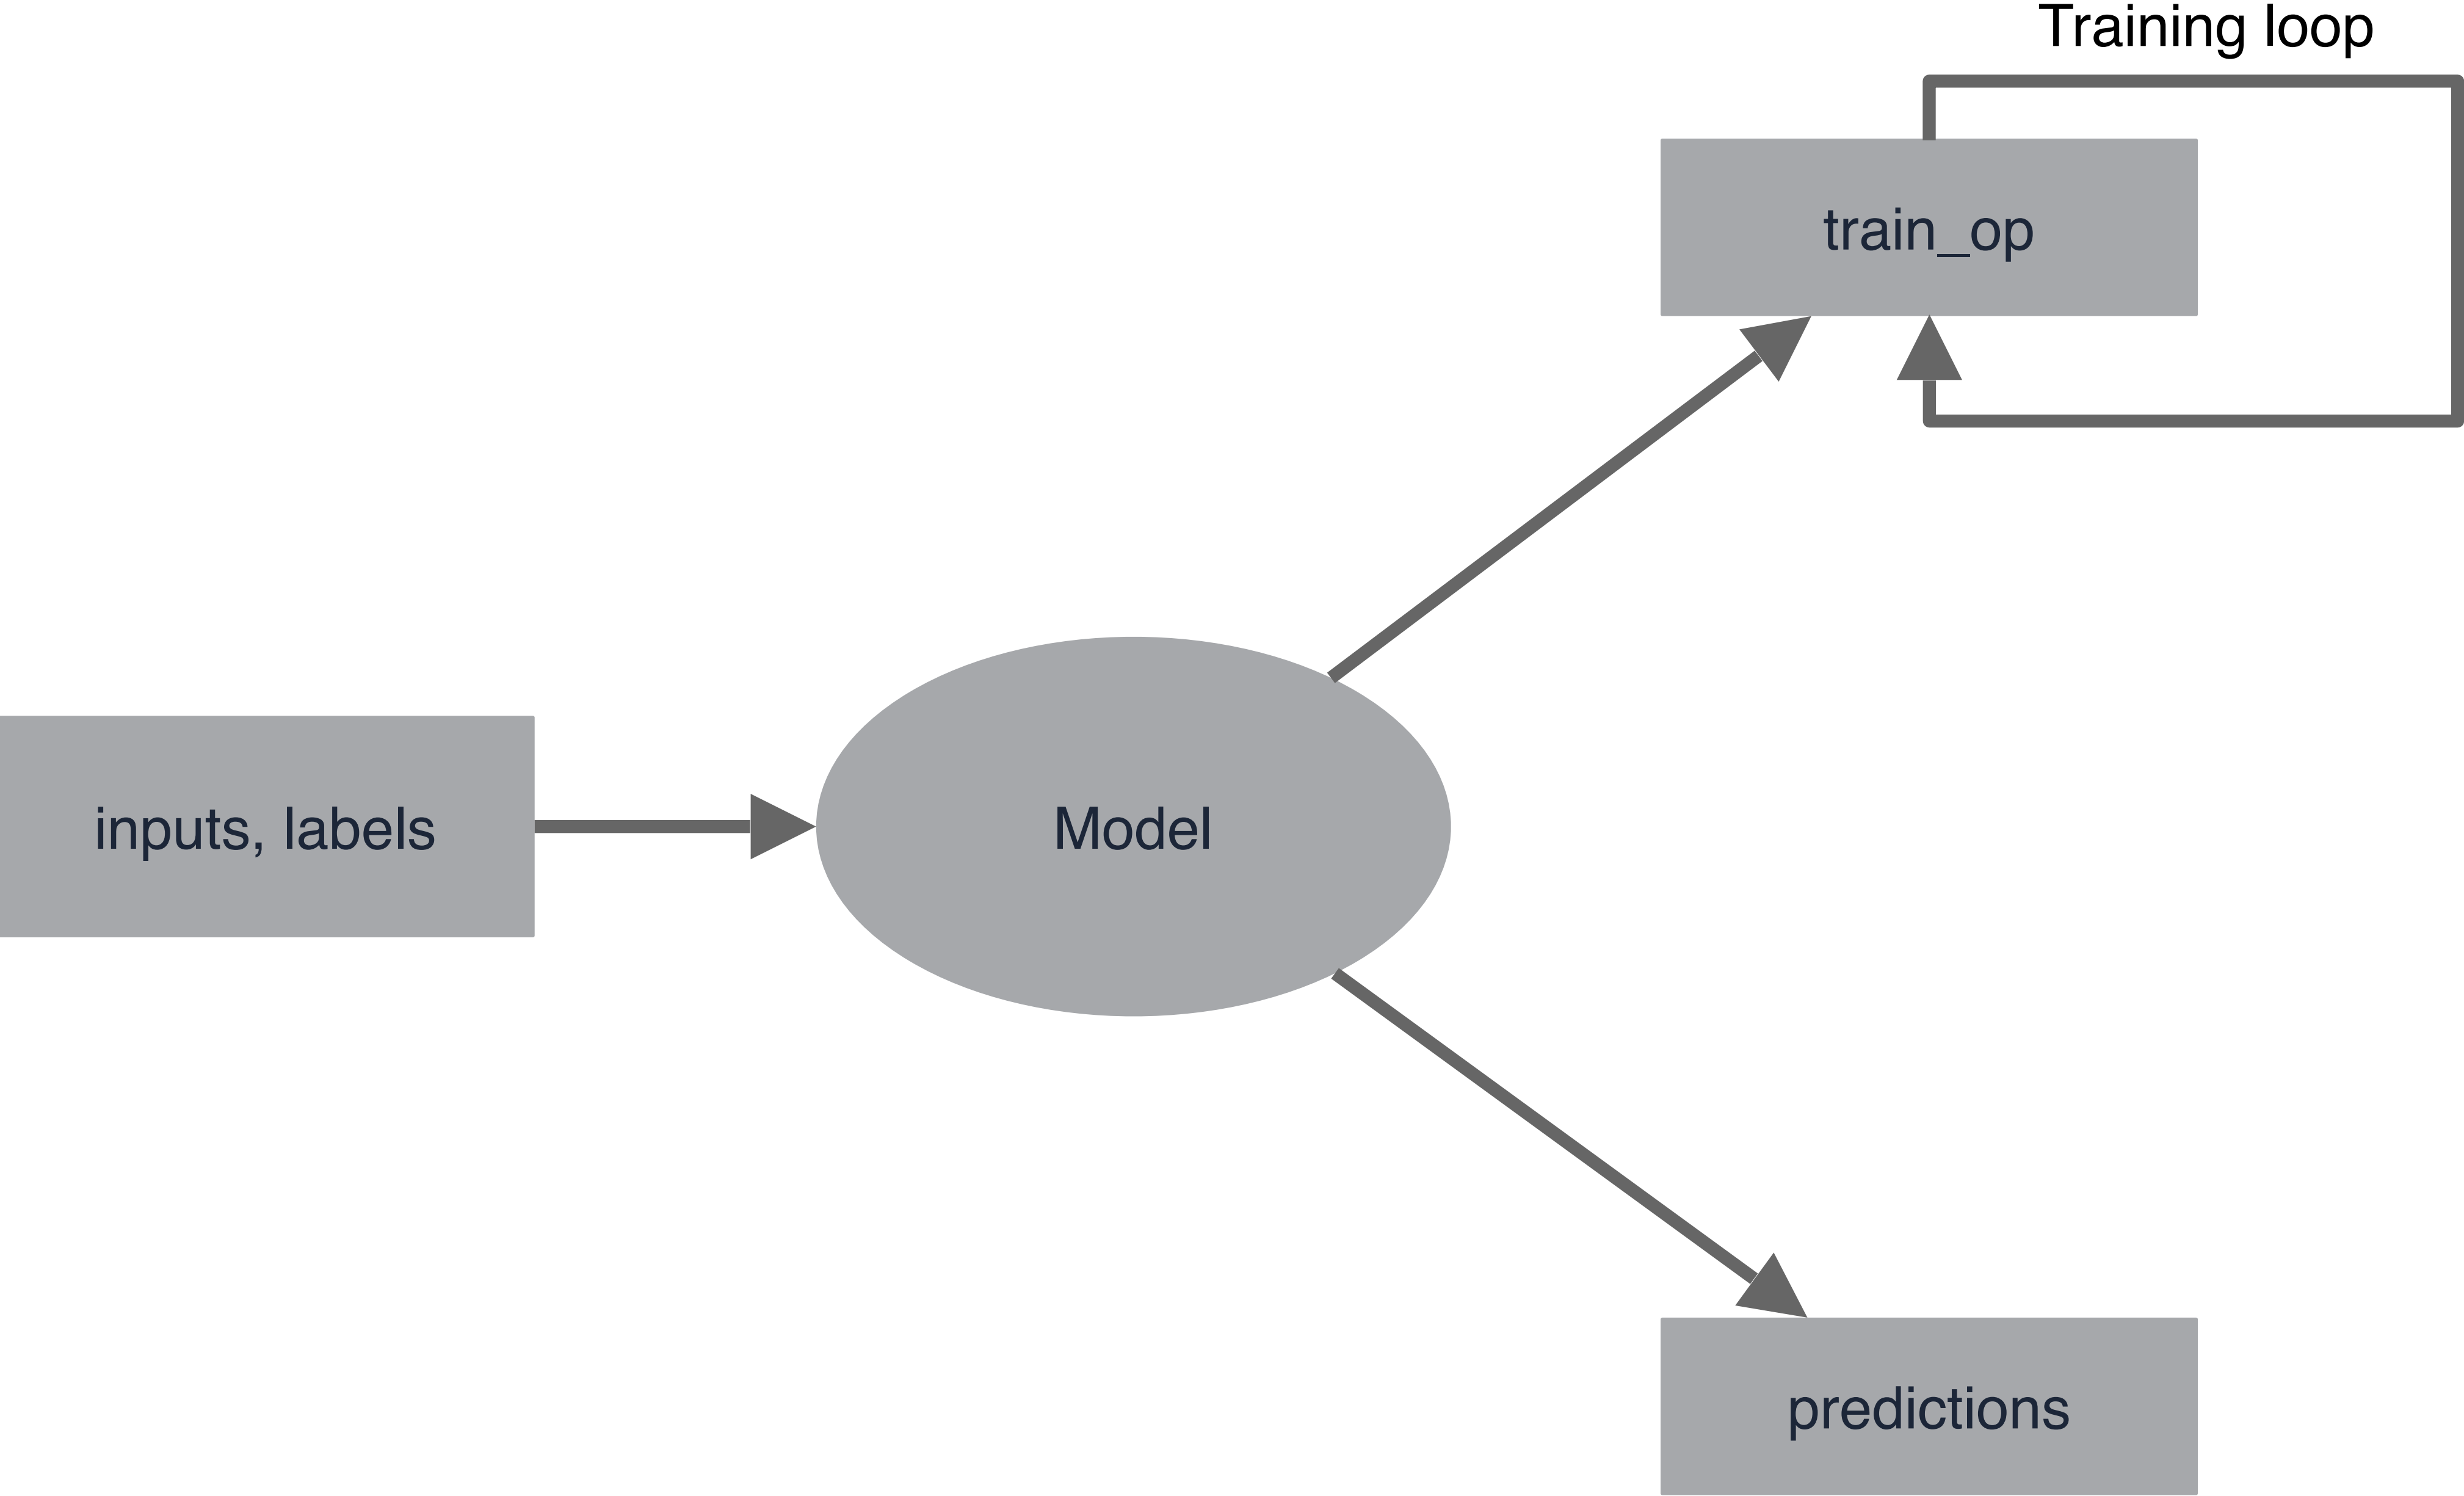 Training loop
train_op
inputs, labels
Model
predictions